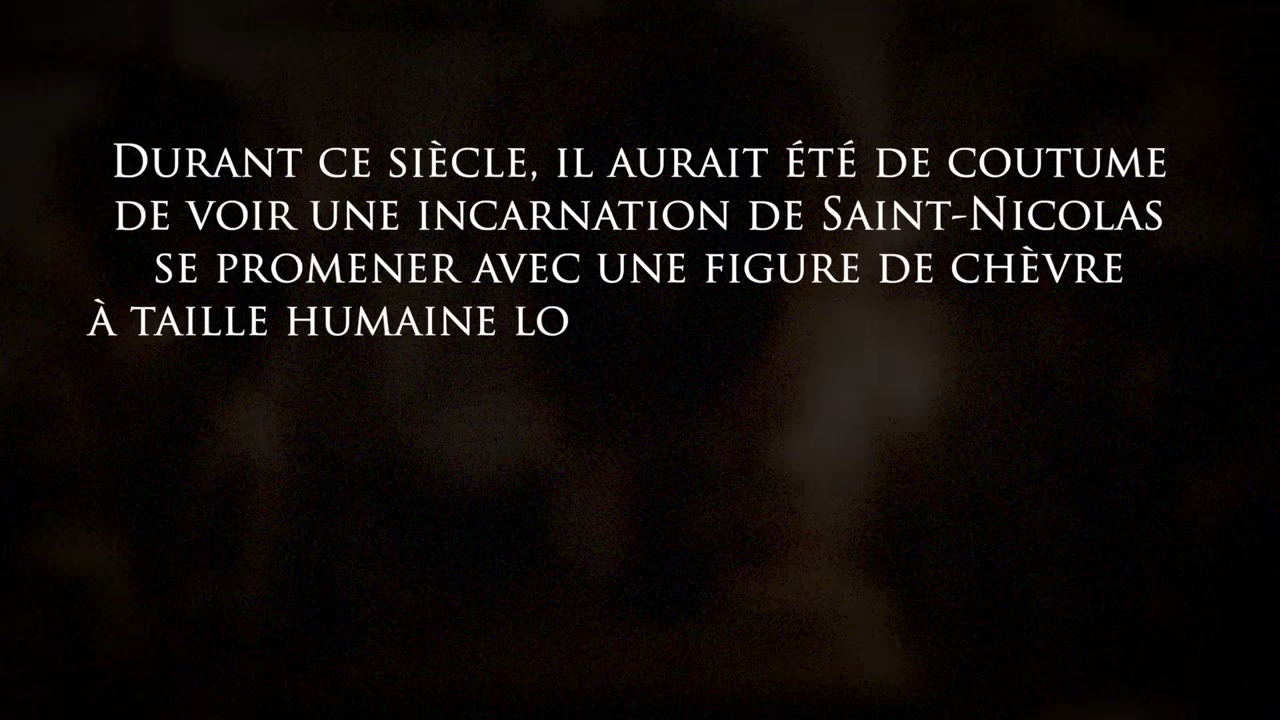 Durant ce siècle, il aurait été de coutume
de voir une incarnation de Saint-Nicolas
se promener avec une figure de chèvre
à taille humaine lo